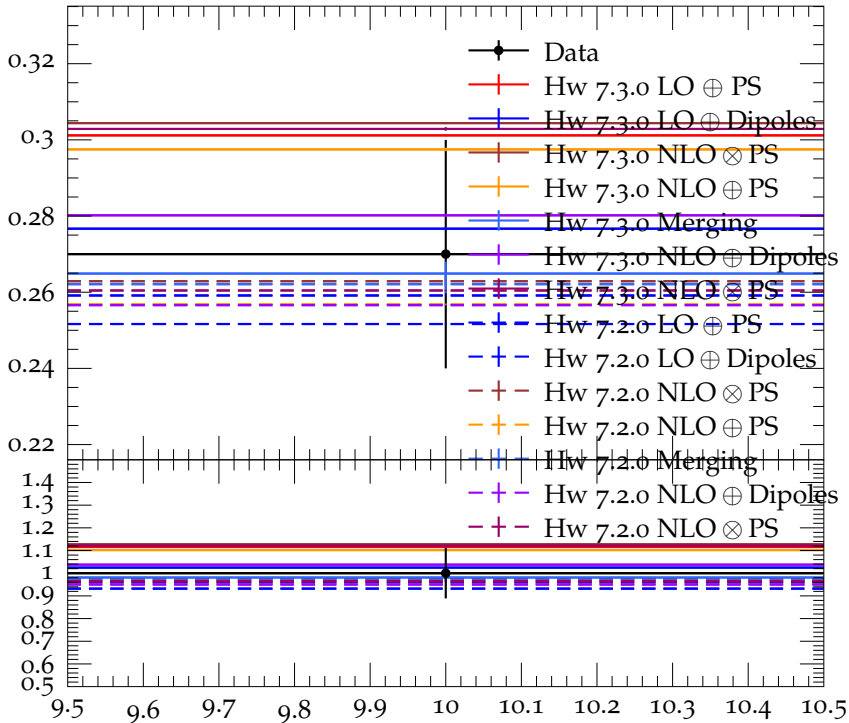 0.32
0.3
0.28
0.26
0.24
0.22
Data
Hw 7.3.0 LO ⊕ PS
Hw 7.3.0 LO ⊕ Dipoles
Hw 7.3.0 NLO ⊗ PS
Hw 7.3.0 NLO ⊕ PS
Hw 7.3.0 Merging
Hw 7.3.0 NLO ⊕ Dipoles
Hw 7.3.0 NLO ⊗ PS
Hw 7.2.0 LO ⊕ PS
Hw 7.2.0 LO ⊕ Dipoles
Hw 7.2.0 NLO ⊗ PS
Hw 7.2.0 NLO ⊕ PS
Hw 7.2.0 Merging
Hw 7.2.0 NLO ⊕ Dipoles
Hw 7.2.0 NLO ⊗ PS
1.4
1.3
1.2
1.1
1
0.9
0.8
0.7
0.6
0.5
9.5 9.6 9.7 9.8 9.9 10 10.1 10.2 10.3 10.4 10.5